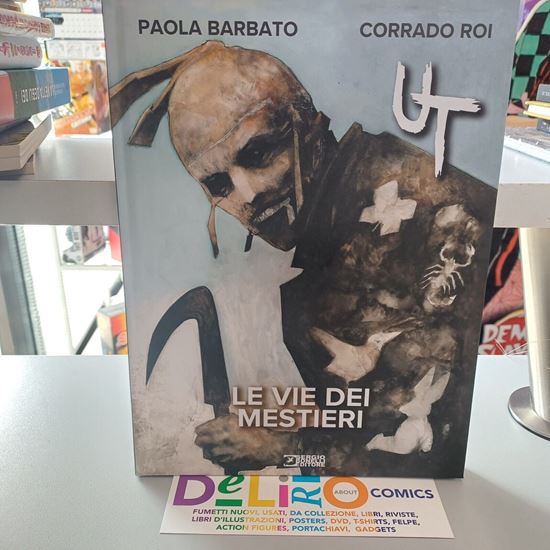 PAOLA BARBATO
CORRADO ROI
UT
LE VIE DEI
MESTIERI
SERGIO
BONELLI
EDITORE
DeLiRiO
ABOUT
COMICS
FUMETTI NUOVI, USATI, DA COLLEZIONE, LIBRI, RIVISTE,
LIBRI D'ILLUSTRAZIONI, POSTERS, DVD, T-SHIRTS, FELPE,
ACTION FIGURES, PORTACHIAVI, GADGETS
DEM